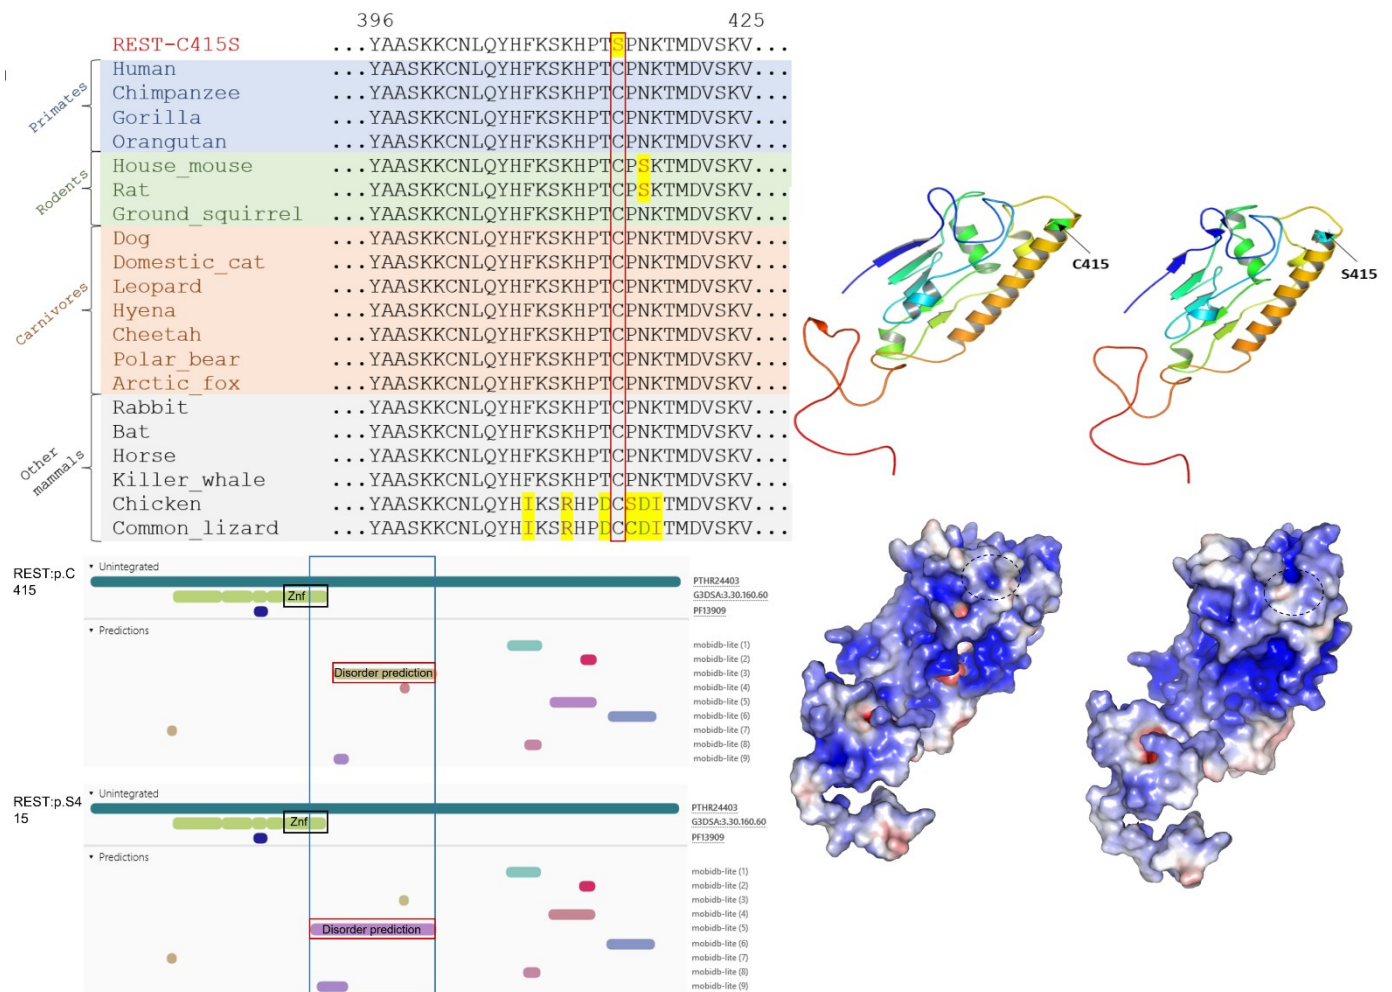 396 425
REST-C415S ...YAASKKCNLQYHFKSKHPTSPNKTMDVSKV...
Primates
Human ...YAASKKCNLQYHFKSKHPTCPNKTMDVSKV...
Chimpanzee ...YAASKKCNLQYHFKSKHPTCPNKTMDVSKV...
Gorilla ...YAASKKCNLQYHFKSKHPTCPNKTMDVSKV...
Orangutan ...YAASKKCNLQYHFKSKHPTCPNKTMDVSKV...
Rodents
House_mouse ...YAASKKCNLQYHFKSKHPTCPSKTMDVSKV...
Rat ...YAASKKCNLQYHFKSKHPTCPSKTMDVSKV...
Ground_squirrel ...YAASKKCNLQYHFKSKHPTCPNKTMDVSKV...
Carnivores
Dog ...YAASKKCNLQYHFKSKHPTCPNKTMDVSKV...
Domestic_cat ...YAASKKCNLQYHFKSKHPTCPNKTMDVSKV...
Leopard ...YAASKKCNLQYHFKSKHPTCPNKTMDVSKV...
Hyena ...YAASKKCNLQYHFKSKHPTCPNKTMDVSKV...
Cheetah ...YAASKKCNLQYHFKSKHPTCPNKTMDVSKV...
Polar_bear ...YAASKKCNLQYHFKSKHPTCPNKTMDVSKV...
Arctic_fox ...YAASKKCNLQYHFKSKHPTCPNKTMDVSKV...
Other
mammals
Rabbit ...YAASKKCNLQYHFKSKHPTCPNKTMDVSKV...
Bat ...YAASKKCNLQYHFKSKHPTCPNKTMDVSKV...
Horse ...YAASKKCNLQYHFKSKHPTCPNKTMDVSKV...
Killer_whale ...YAASKKCNLQYHFKSKHPTCPNKTMDVSKV...
Chicken ...YAASKKCNLQYHIKSRHPDCSDITMDVSKV...
Common_lizard ...YAASKKCNLQYHIKSRHPDCCDITMDVSKV...
C415
S415
REST:p.C
415
Unintegrated
PTHR24403
Znf
G3DSA:3.30.160.60
PF13909
Predictions
mobidb-lite (1)
mobidb-lite (2)
Disorder prediction
mobidb-lite (3)
mobidb-lite (4)
mobidb-lite (5)
mobidb-lite (6)
mobidb-lite (7)
mobidb-lite (8)
mobidb-lite (9)
REST:p.S4
15
Unintegrated
PTHR24403
Znf
G3DSA:3.30.160.60
PF13909
Predictions
mobidb-lite (1)
mobidb-lite (2)
mobidb-lite (3)
mobidb-lite (4)
Disorder prediction
mobidb-lite (5)
mobidb-lite (6)
mobidb-lite (7)
mobidb-lite (8)
mobidb-lite (9)